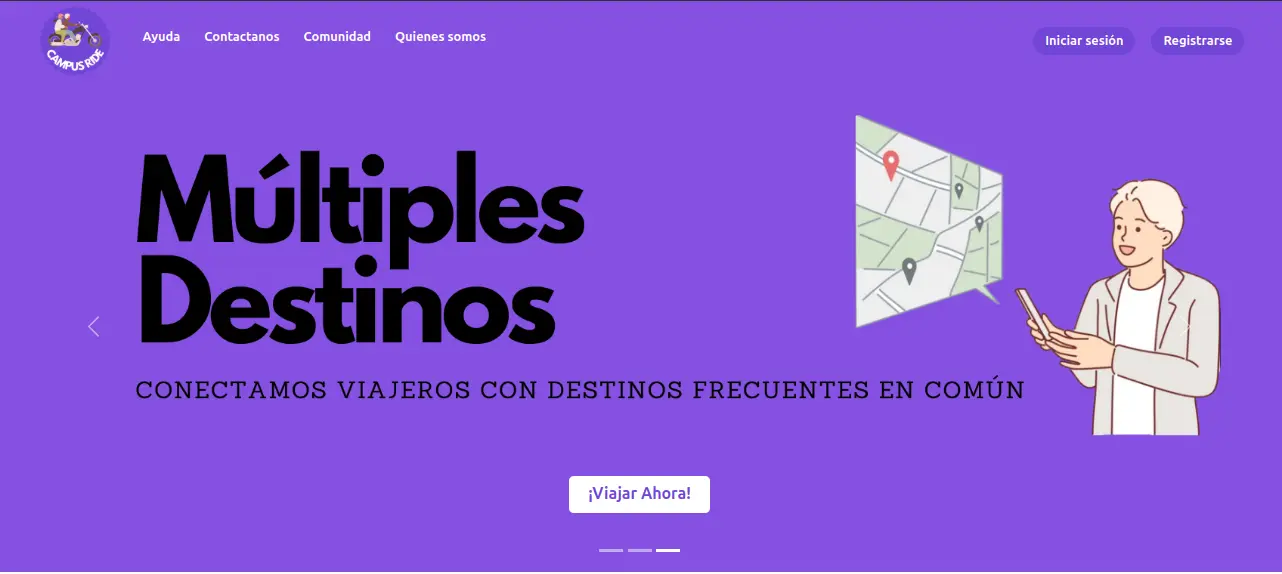 CAMPUS RIDE
Ayuda Contactanos Comunidad Quienes somos
Iniciar sesión Registrarse
Múltiples
Destinos
CONECTAMOS VIAJEROS CON DESTINOS FRECUENTES EN COMÚN
¡Viajar Ahora!